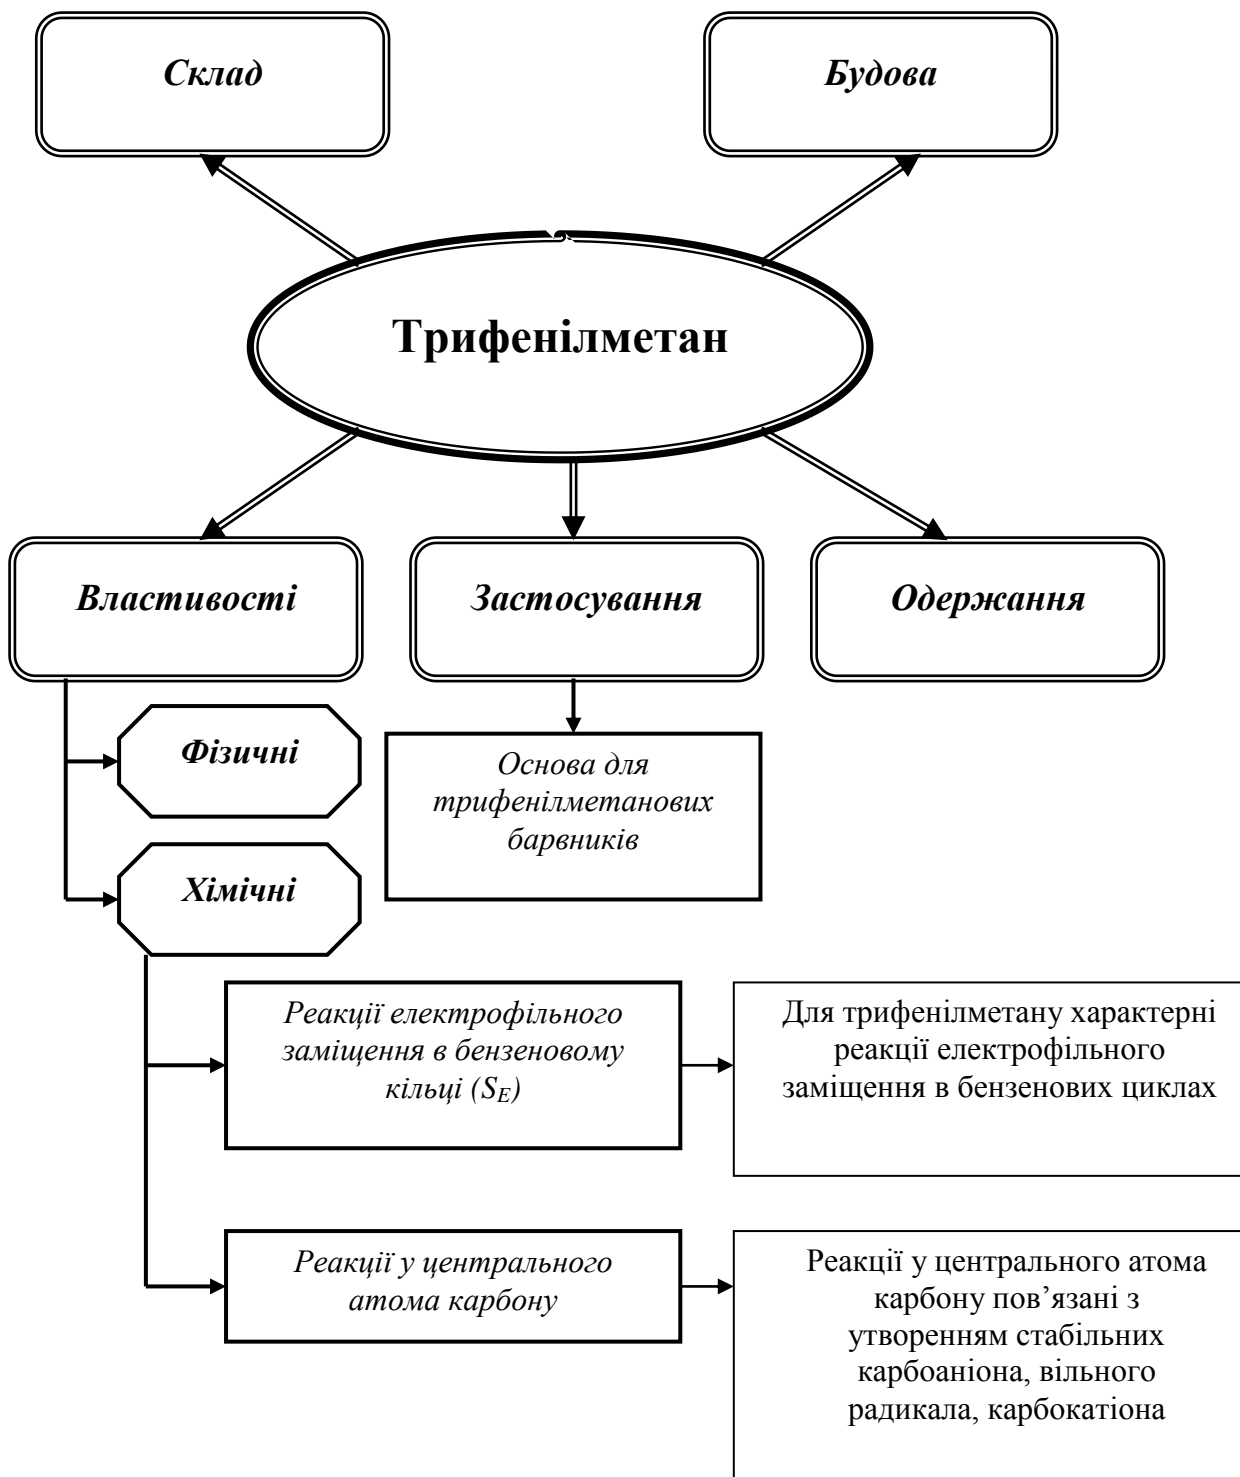 Склад
Будова
Трифенілметан
Властивості
Застосування
Одержання
Фізичні
Основа для
трифенілметанових
барвників
Хімічні
Реакції електрофільного
заміщення в бензеновому
кільці (S_E)
Для трифенілметану характерні
реакції електрофільного
заміщення в бензенових циклах
Реакції у центрального
атома карбону
Реакції у центрального атома
карбону пов’язані з
утворенням стабільних
карбоаніона, вільного
радикала, карбокатіона